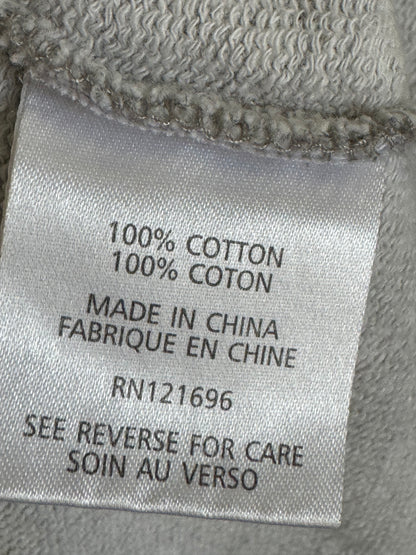 100% COTTON
100% COTON
MADE IN CHINA
FABRIQUE EN CHINE
RN121696
SEE REVERSE FOR CARE
SOIN AU VERSO